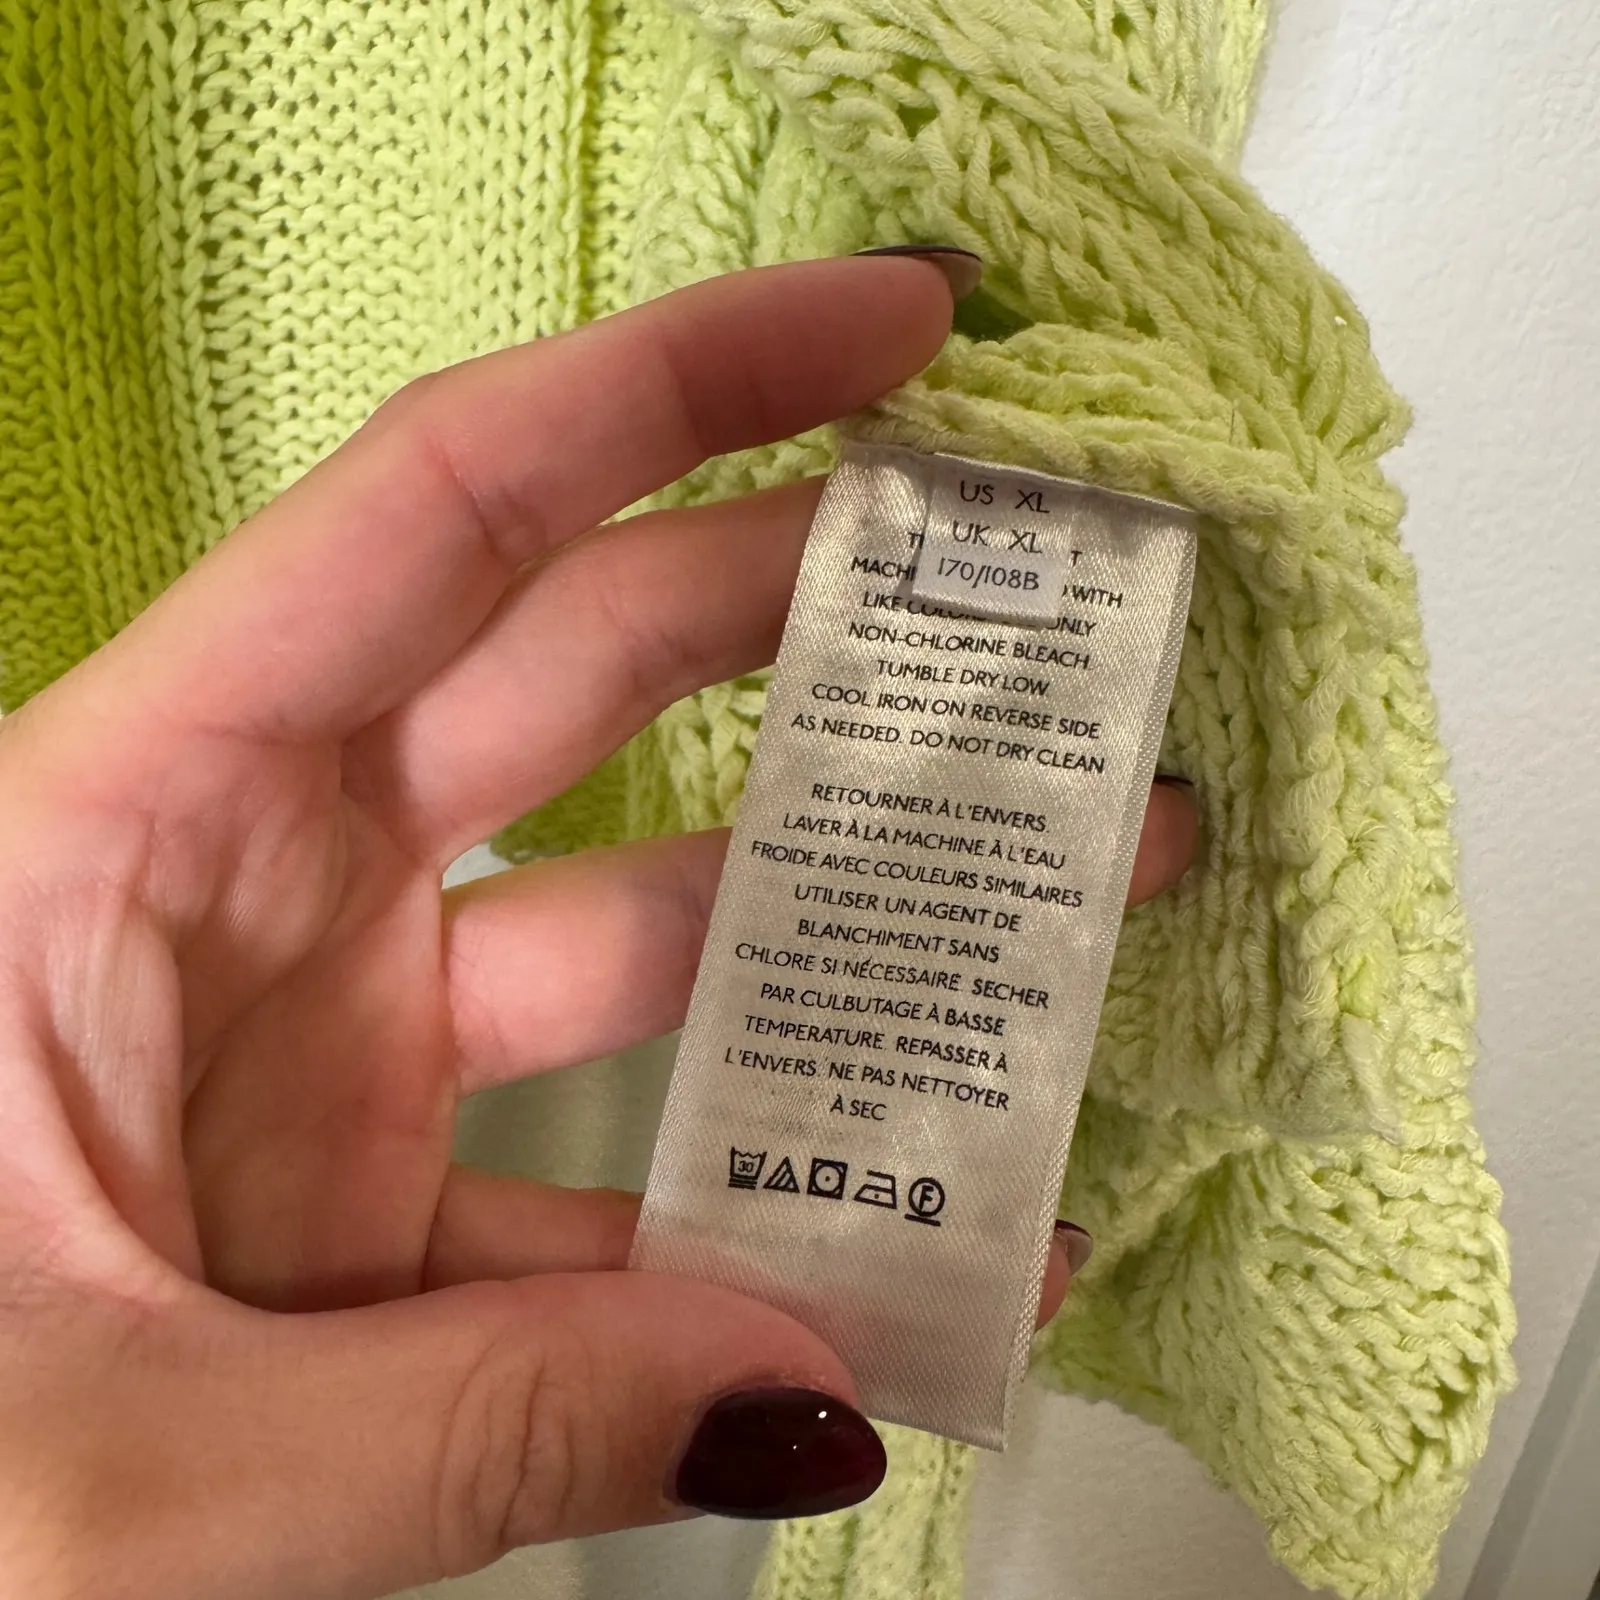 US XL
UK XL
170/108B
WITH
LIKE ONLY
NON-CHLORINE BLEACH.
TUMBLE DRY LOW
COOL IRON ON REVERSE SIDE
AS NEEDED. DO NOT DRY CLEAN
RETOURNER À L'ENVERS.
LAVER À LA MACHINE À L'EAU
FROIDE AVEC COULEURS SIMILAIRES
UTILISER UN AGENT DE
BLANCHIMENT SANS
CHLORE SI NÉCESSAIRE. SECHER
PAR CULBUTAGE À BASSE
TEMPERATURE. REPASSER À
L'ENVERS. NE PAS NETTOYER
À SEC
30
F